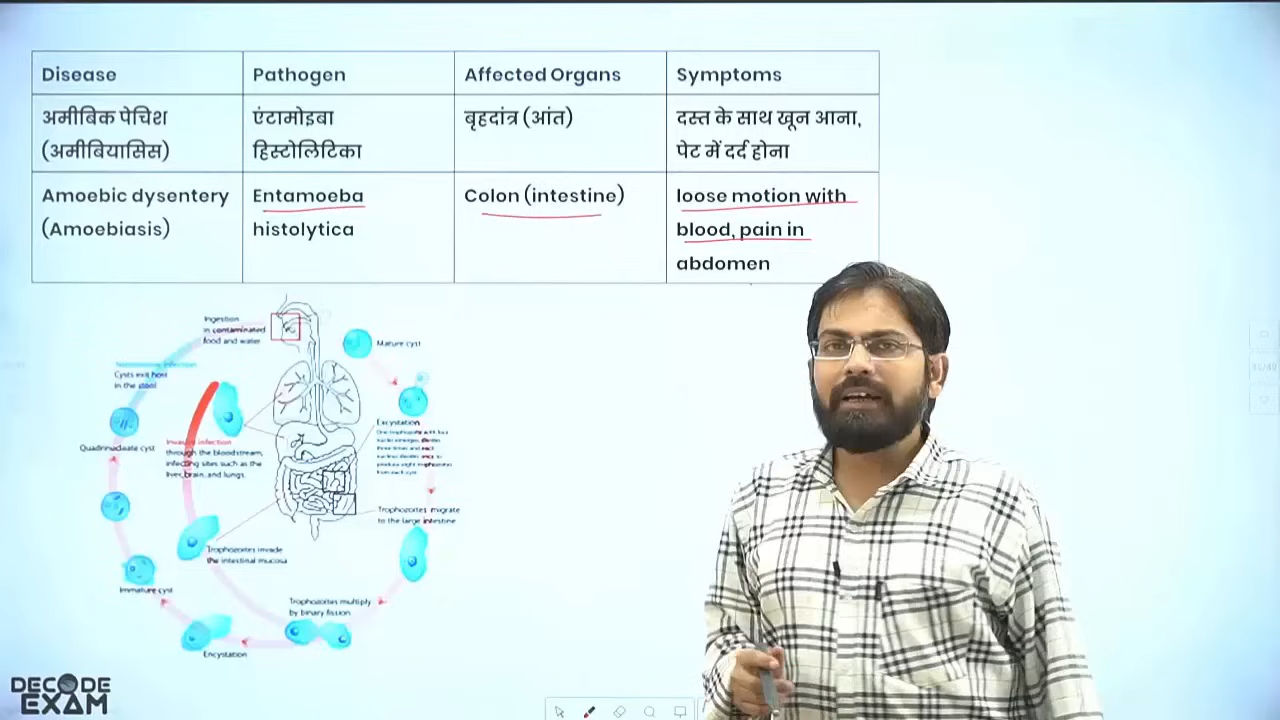 Disease
Pathogen
Affected Organs
Symptoms
अमीबिक पेचिश
(अमीबियासिस)
एंटामोइबा
हिस्टोलिटिका
बृहदांत्र (आंत)
दस्त के साथ खून आना,
पेट में दर्द होना
Amoebic dysentery
(Amoebiasis)
Entamoeba
histolytica
Colon (intestine)
loose motion with
blood, pain in
abdomen
Ingestion
in contaminated
food and water
Mature cyst
Cysts exit host
in the stool
Excystation
Quadrinucleate cyst
Invasive infection
through the bloodstream,
infecting sites such as the
liver, brain, and lungs.
Trophozoites migrate
to the large intestine
Trophozoites invade
the intestinal mucosa
Immature cyst
Trophozoites multiply
by binary fission
Encystation
DECODE
EXAM